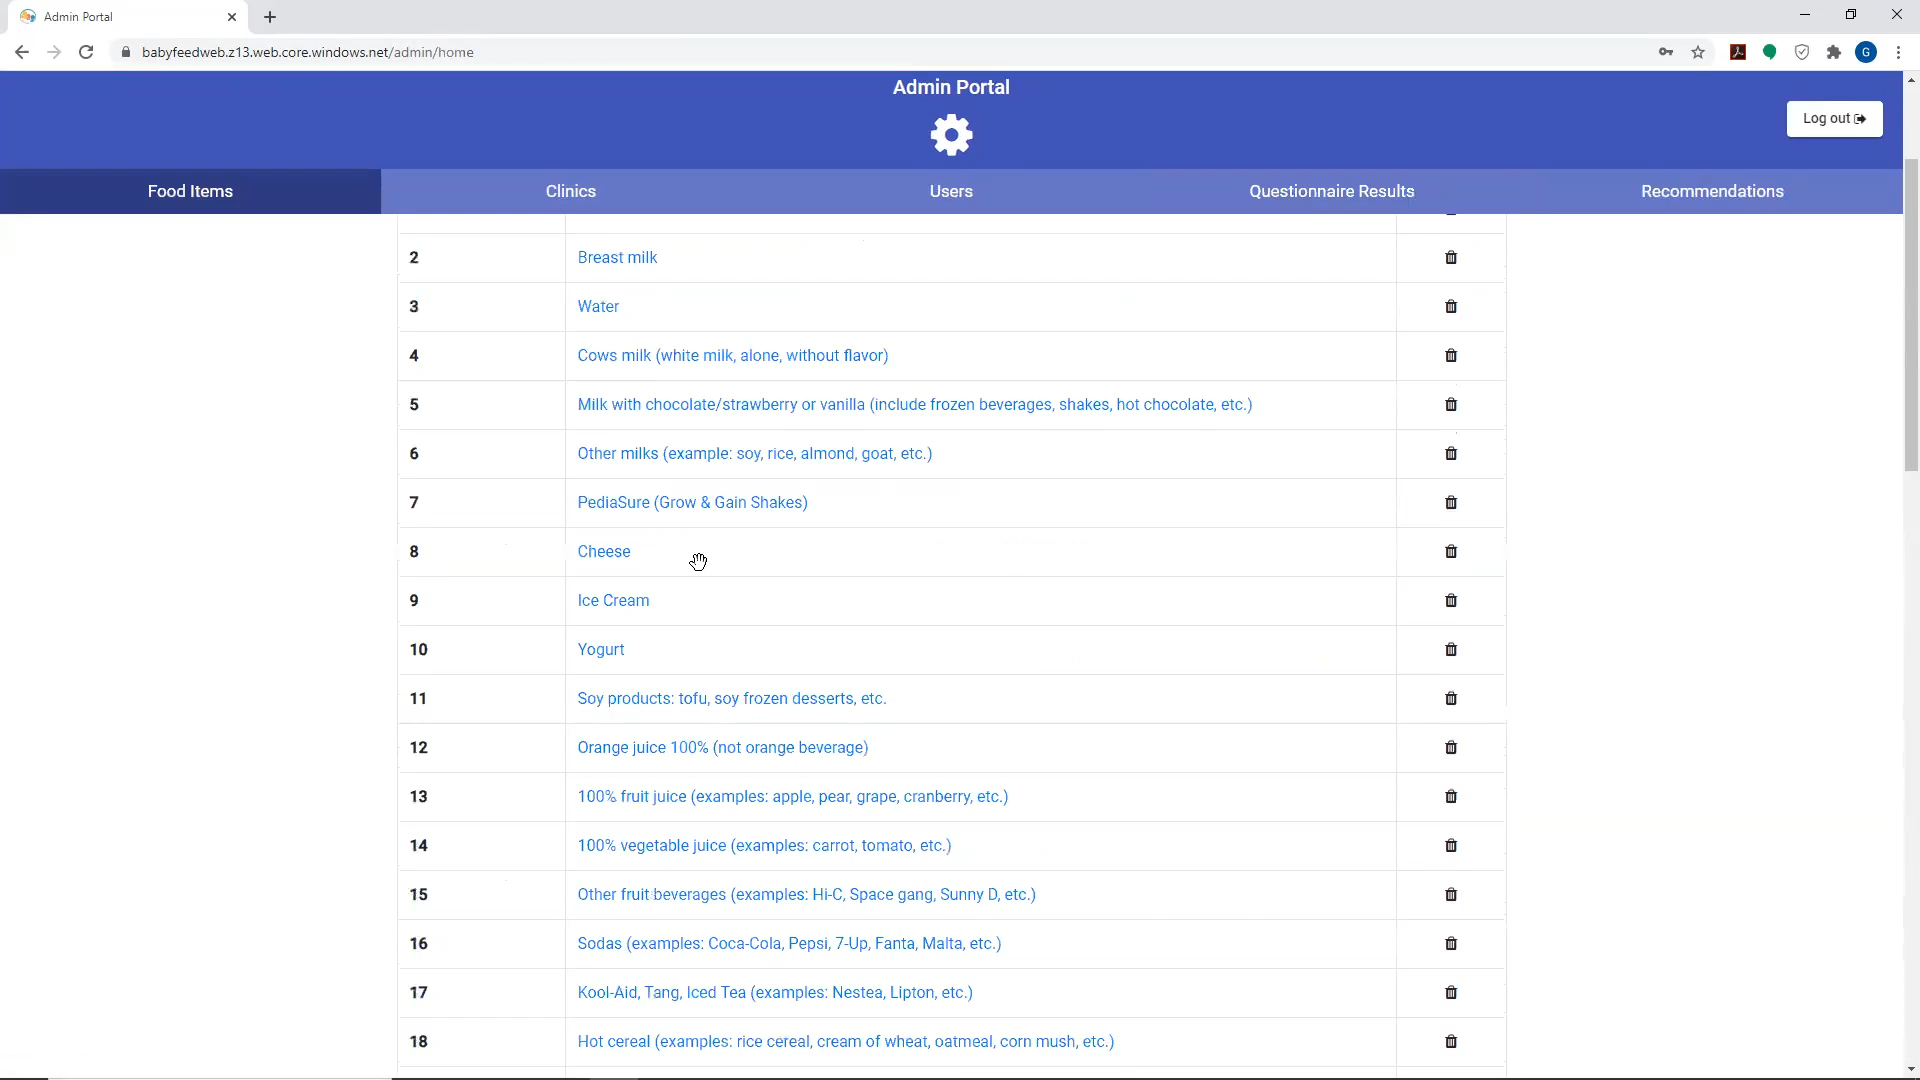 Admin Portal
babyfeedweb.z13.web.core.windows.net/admin/home
G
Admin Portal
Log out
Food Items Clinics Users Questionnaire Results Recommendations
2 Breast milk
3 Water
4 Cows milk (white milk, alone, without flavor)
5 Milk with chocolate/strawberry or vanilla (include frozen beverages, shakes, hot chocolate, etc.)
6 Other milks (example: soy, rice, almond, goat, etc.)
7 PediaSure (Grow & Gain Shakes)
8 Cheese
9 Ice Cream
10 Yogurt
11 Soy products: tofu, soy frozen desserts, etc.
12 Orange juice 100% (not orange beverage)
13 100% fruit juice (examples: apple, pear, grape, cranberry, etc.)
14 100% vegetable juice (examples: carrot, tomato, etc.)
15 Other fruit beverages (examples: Hi-C, Space gang, Sunny D, etc.)
16 Sodas (examples: Coca-Cola, Pepsi, 7-Up, Fanta, Malta, etc.)
17 Kool-Aid, Tang, Iced Tea (examples: Nestea, Lipton, etc.)
18 Hot cereal (examples: rice cereal, cream of wheat, oatmeal, corn mush, etc.)